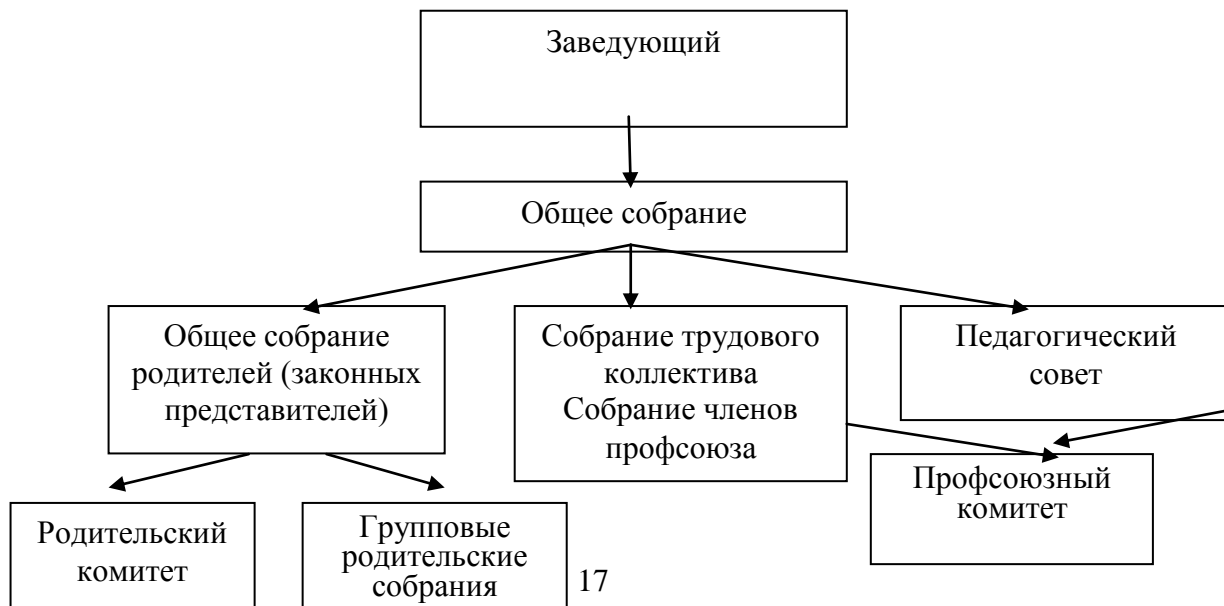 Заведующий
Общее собрание
Общее собрание
родителей (законных
представителей)
Собрание трудового
коллектива
Собрание членов
профсоюза
Педагогический
совет
Профсоюзный
комитет
Родительский
комитет
Групповые
родительские
собрания
17